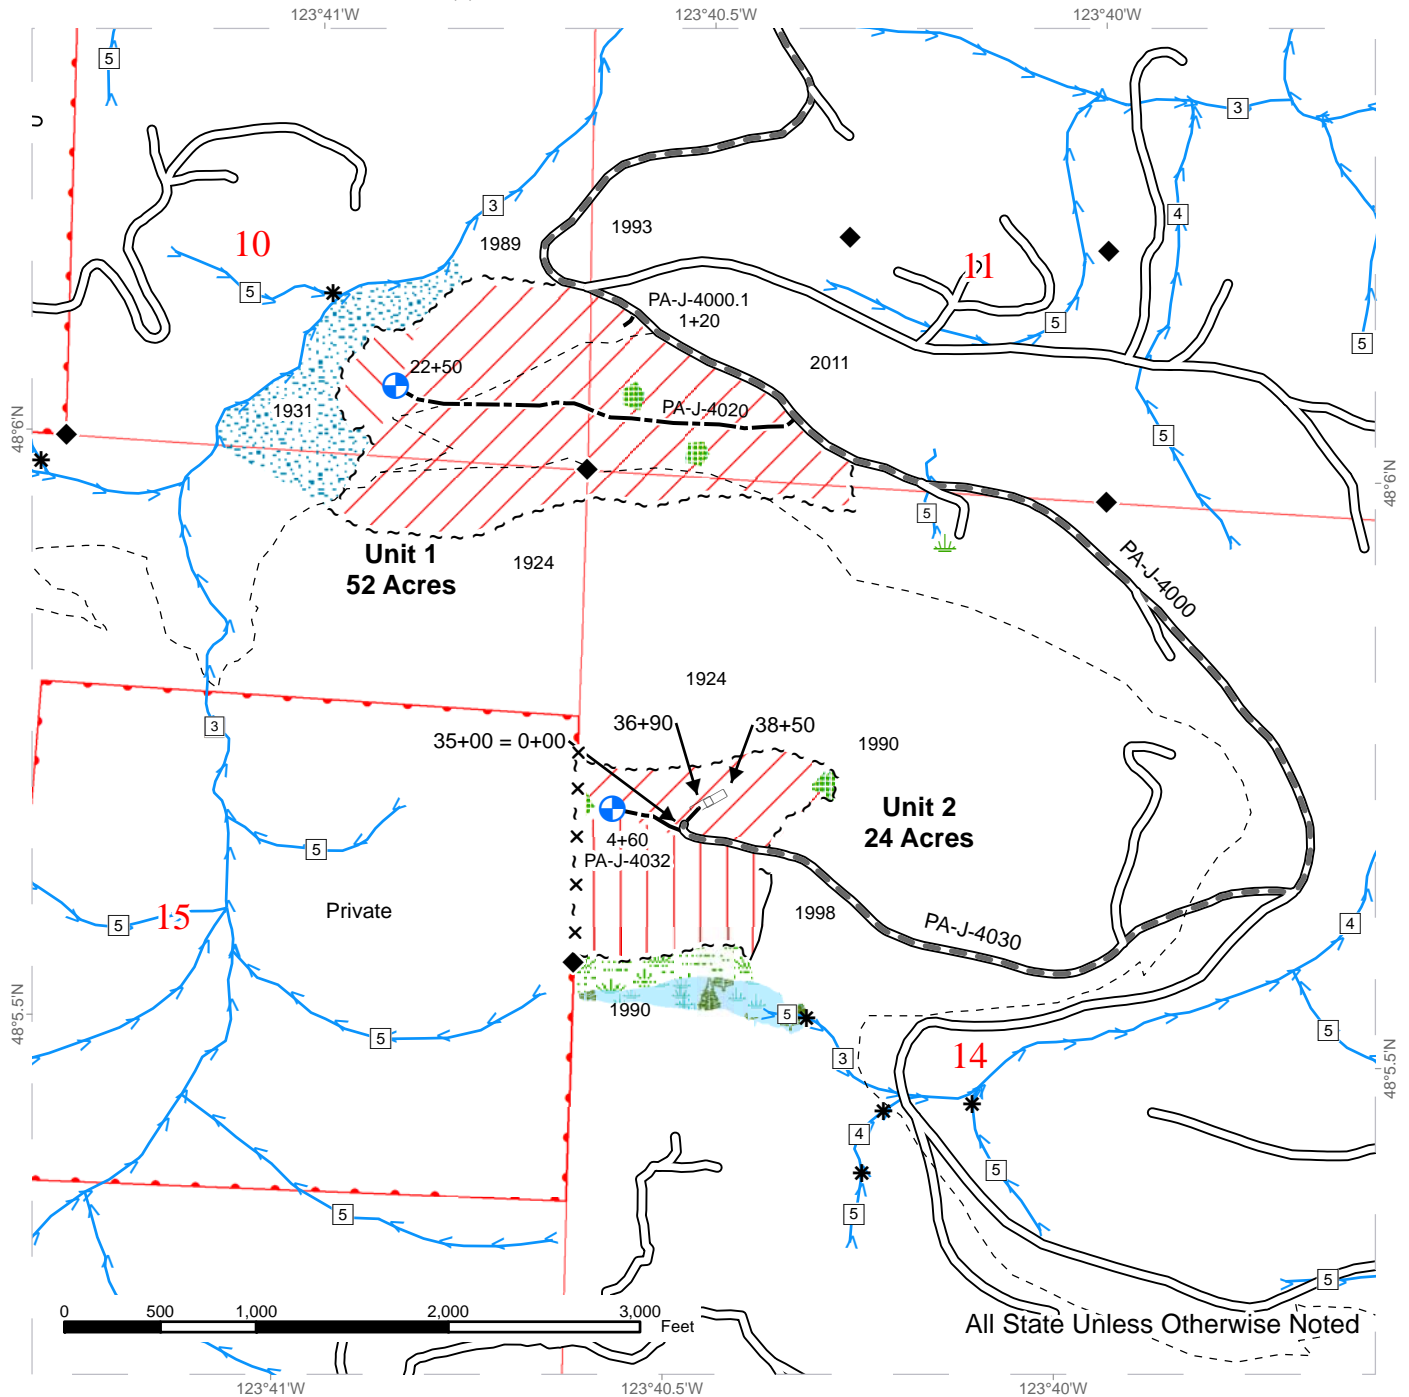 123°41'W
123°40.5'W
123°40'W
5
3
3
10
5
1989
1993
4
11
PA-J-4000.1
1+20
5
5
2011
22+50
1931
PA-J-4020
48°6'N
5
48°6'N
5
Unit 1
52 Acres
1924
PA-J-4000
1924
3
36+90
38+50
35+00 = 0+00
1990
Unit 2
24 Acres
4+60
PA-J-4032
5
Private
15
5
1998
PA-J-4030
4
1990
5
48°5.5'N
5
5
3
14
48°5.5'N
4
5
5
5
5
0
500
1,000
2,000
3,000
Feet
All State Unless Otherwise Noted
123°41'W
123°40.5'W
123°40'W